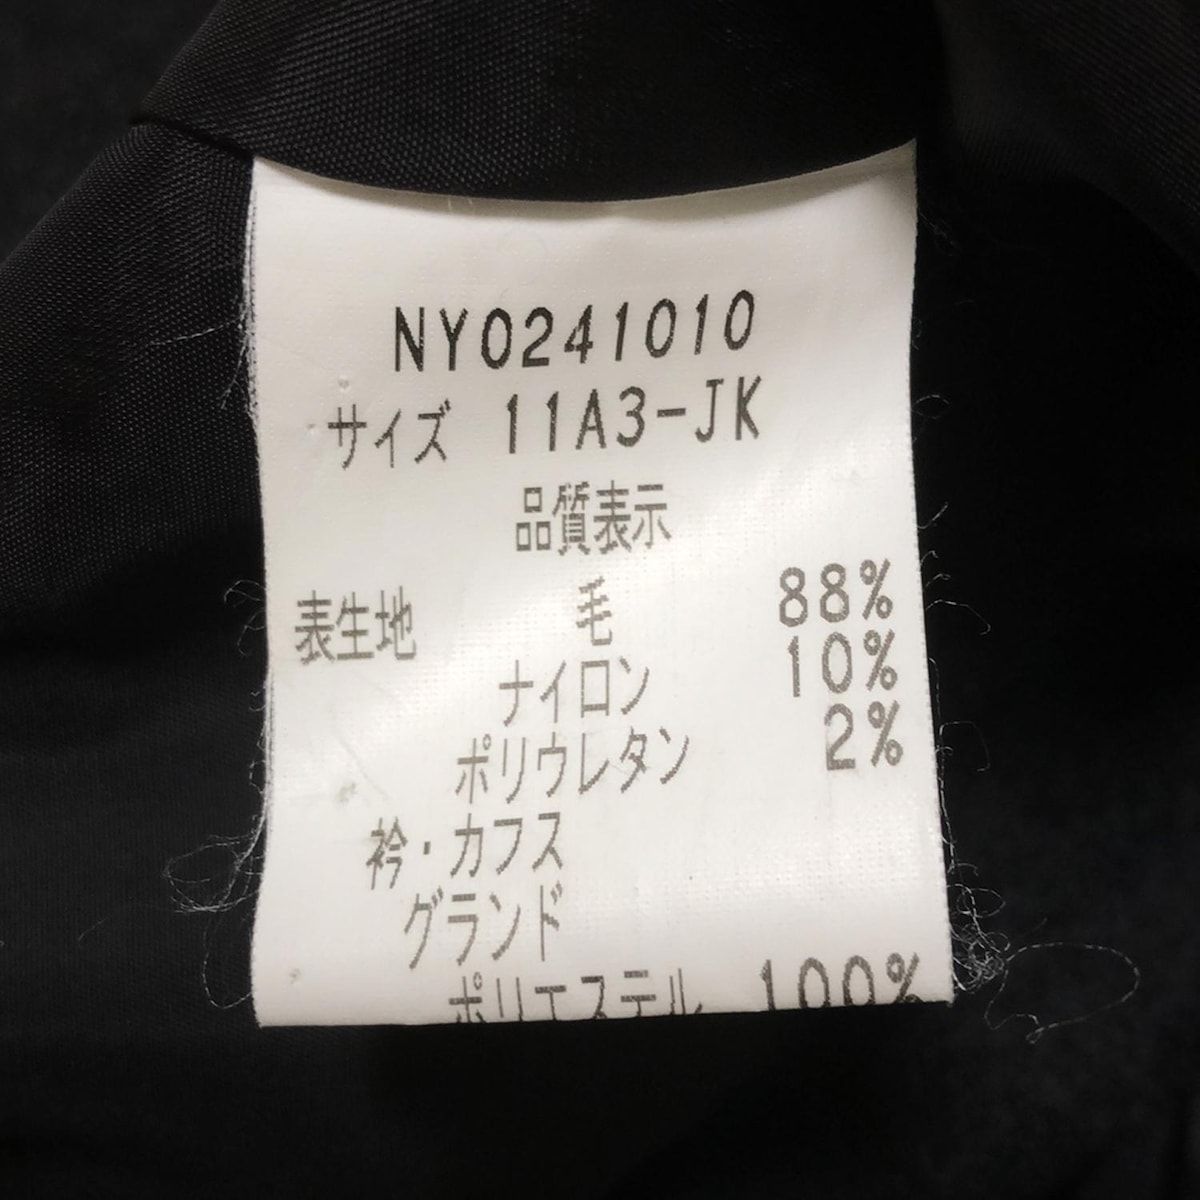 NY0241010
サイズ 11A3-JK
品質表示
表生地 毛 88%
ナイロン 10%
ポリウレタン 2%
衿・カフス
グランド
ポリエステル 100%